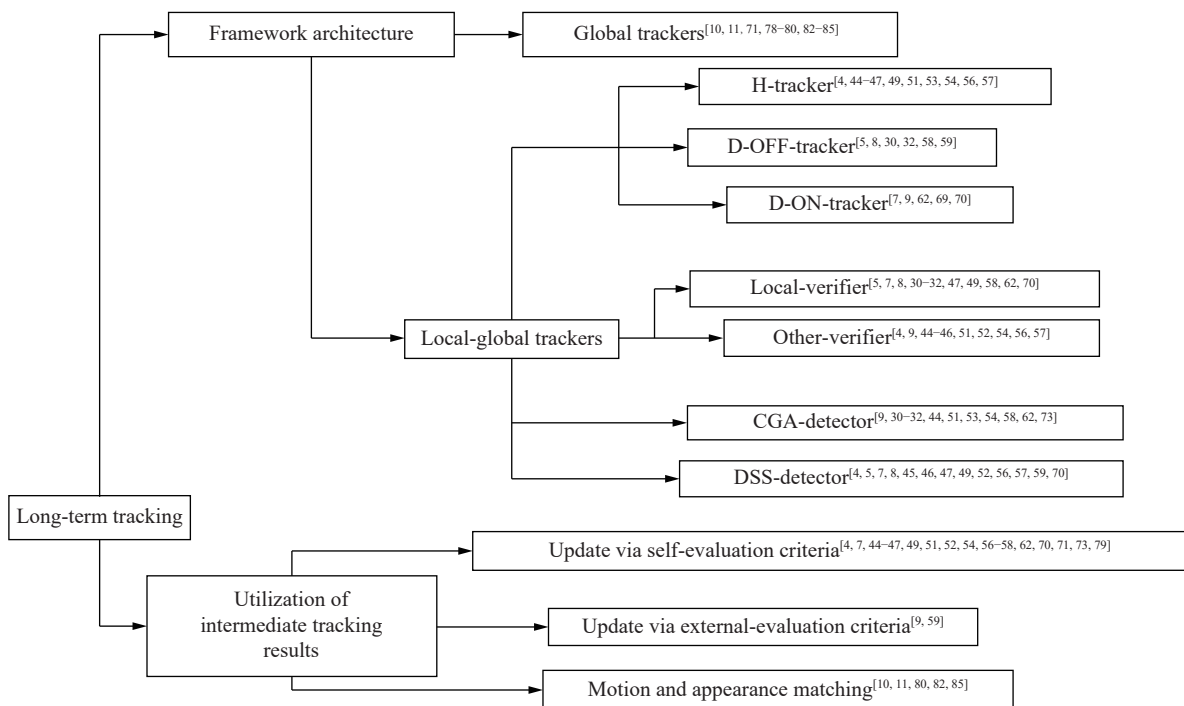 Framework architecture
Global trackers[10, 11, 71, 78−80, 82−85]
H-tracker[4, 44−47, 49, 51, 53, 54, 56, 57]
D-OFF-tracker[5, 8, 30, 32, 58, 59]
D-ON-tracker[7, 9, 62, 69, 70]
Local-verifier[5, 7, 8, 30−32, 47, 49, 58, 62, 70]
Local-global trackers
Other-verifier[4, 9, 44−46, 51, 52, 54, 56, 57]
CGA-detector[9, 30−32, 44, 51, 53, 54, 58, 62, 73]
DSS-detector[4, 5, 7, 8, 45, 46, 47, 49, 52, 56, 57, 59, 70]
Long-term tracking
Update via self-evaluation criteria[4, 7, 44−47, 49, 51, 52, 54, 56−58, 62, 70, 71, 73, 79]
Utilization of
intermediate tracking
results
Update via external-evaluation criteria[9, 59]
Motion and appearance matching[10, 11, 80, 82, 85]